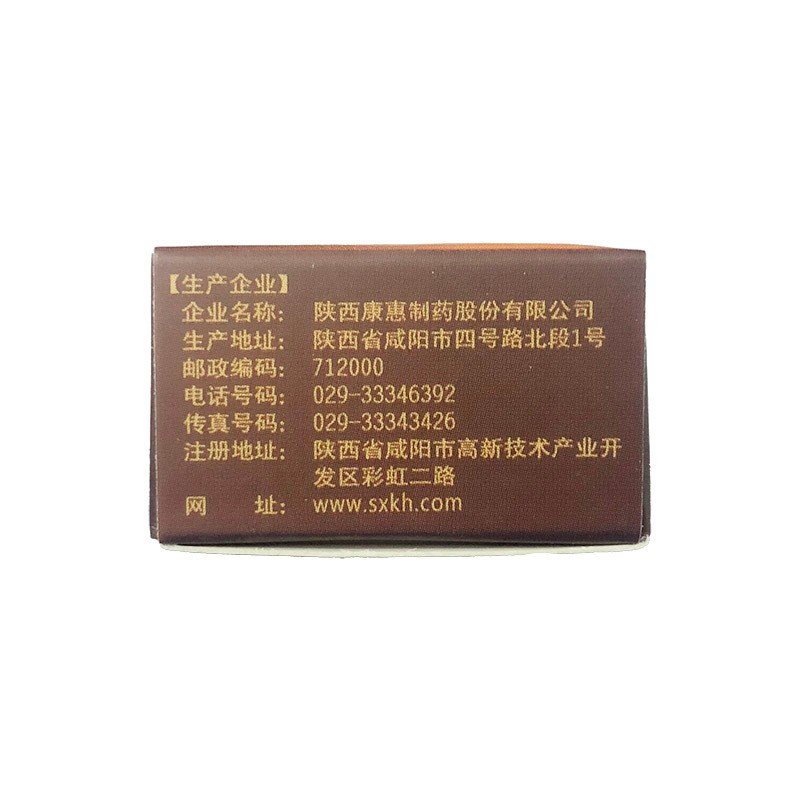 【生产企业】
企业名称： 陕西康惠制药股份有限公司
生产地址： 陕西省咸阳市四号路北段1号
邮政编码： 712000
电话号码： 029-33346392
传真号码： 029-33343426
注册地址： 陕西省咸阳市高新技术产业开
发区彩虹二路
网　　址： www.sxkh.com